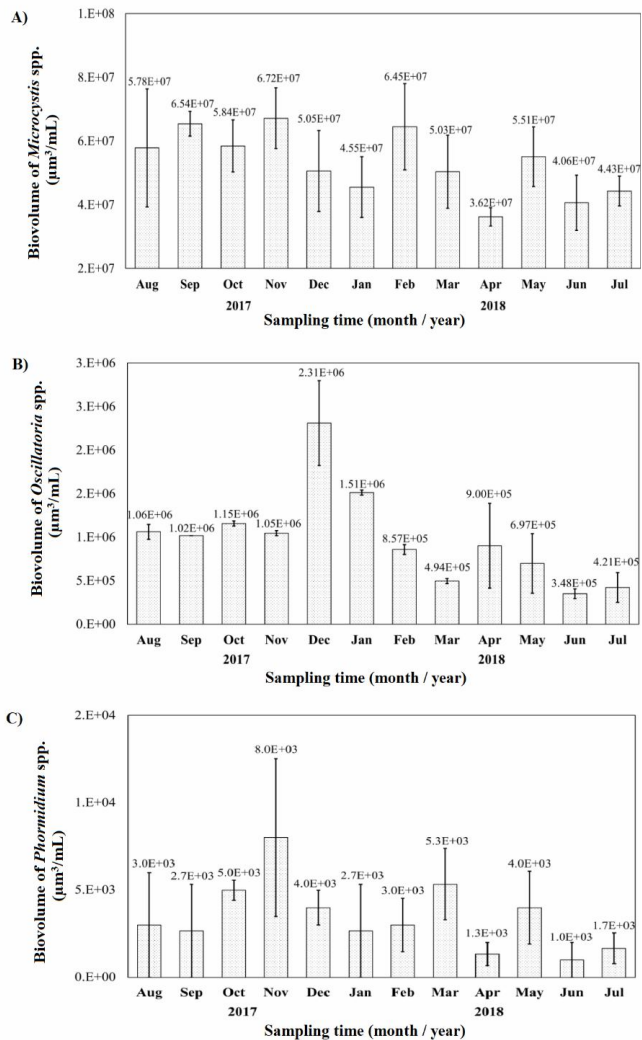 A)
Biovolume of Microcystis spp.
(µm³/mL)
1.E+08
8.E+07
6.E+07
4.E+07
2.E+07
5.78E+07
6.54E+07
5.84E+07
6.72E+07
5.05E+07
4.55E+07
6.45E+07
5.03E+07
3.62E+07
5.51E+07
4.06E+07
4.43E+07
Aug Sep Oct Nov Dec Jan Feb Mar Apr May Jun Jul
2017 2018
Sampling time (month / year)
B)
Biovolume of Oscillatoria spp.
(µm³/mL)
3.E+06
3.E+06
2.E+06
2.E+06
1.E+06
5.E+05
0.E+00
1.06E+06
1.02E+06
1.15E+06
1.05E+06
2.31E+06
1.51E+06
8.57E+05
4.94E+05
9.00E+05
6.97E+05
3.48E+05
4.21E+05
Aug Sep Oct Nov Dec Jan Feb Mar Apr May Jun Jul
2017 2018
Sampling time (month / year)
C)
Biovolume of Phormidium spp.
(µm³/mL)
2.E+04
1.E+04
5.E+03
0.E+00
3.0E+03
2.7E+03
5.0E+03
8.0E+03
4.0E+03
2.7E+03
3.0E+03
5.3E+03
1.3E+03
4.0E+03
1.0E+03
1.7E+03
Aug Sep Oct Nov Dec Jan Feb Mar Apr May Jun Jul
2017 2018
Sampling time (month / year)